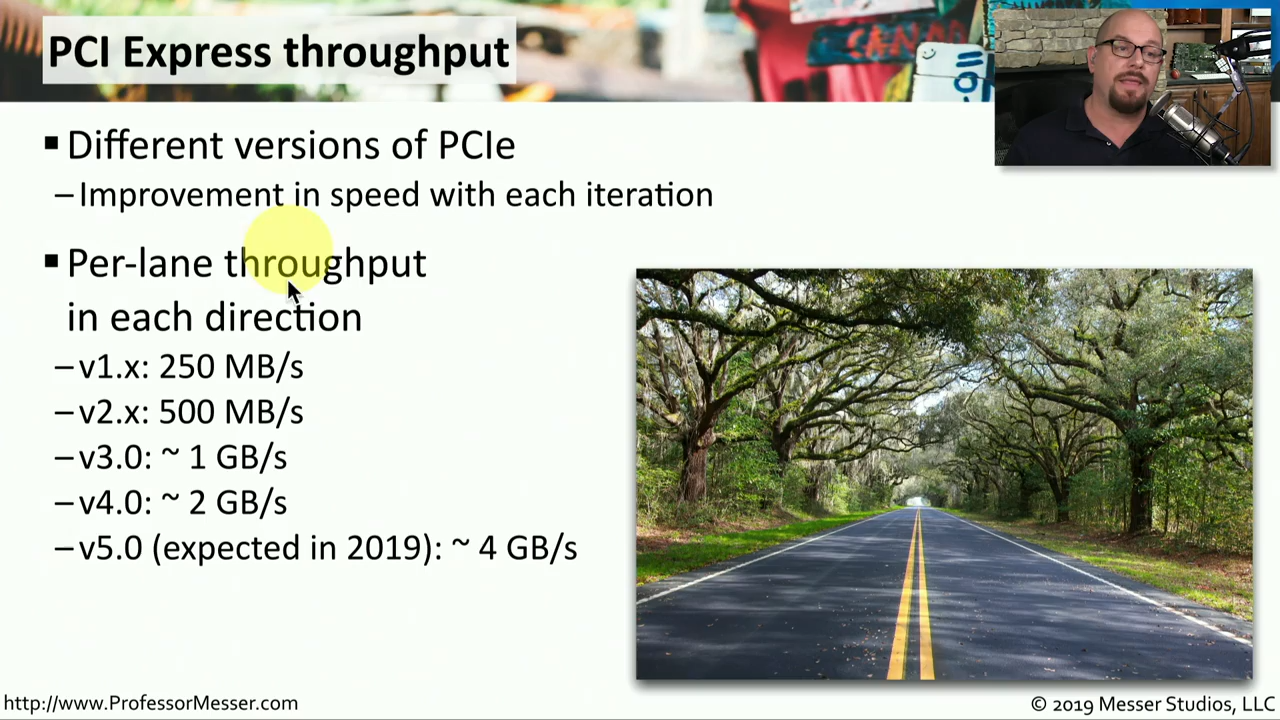 PCI Express throughput
CANAD
▪ Different versions of PCIe
– Improvement in speed with each iteration
▪ Per-lane throughput
in each direction
– v1.x: 250 MB/s
– v2.x: 500 MB/s
– v3.0: ~ 1 GB/s
– v4.0: ~ 2 GB/s
– v5.0 (expected in 2019): ~ 4 GB/s
http://www.ProfessorMesser.com
© 2019 Messer Studios, LLC